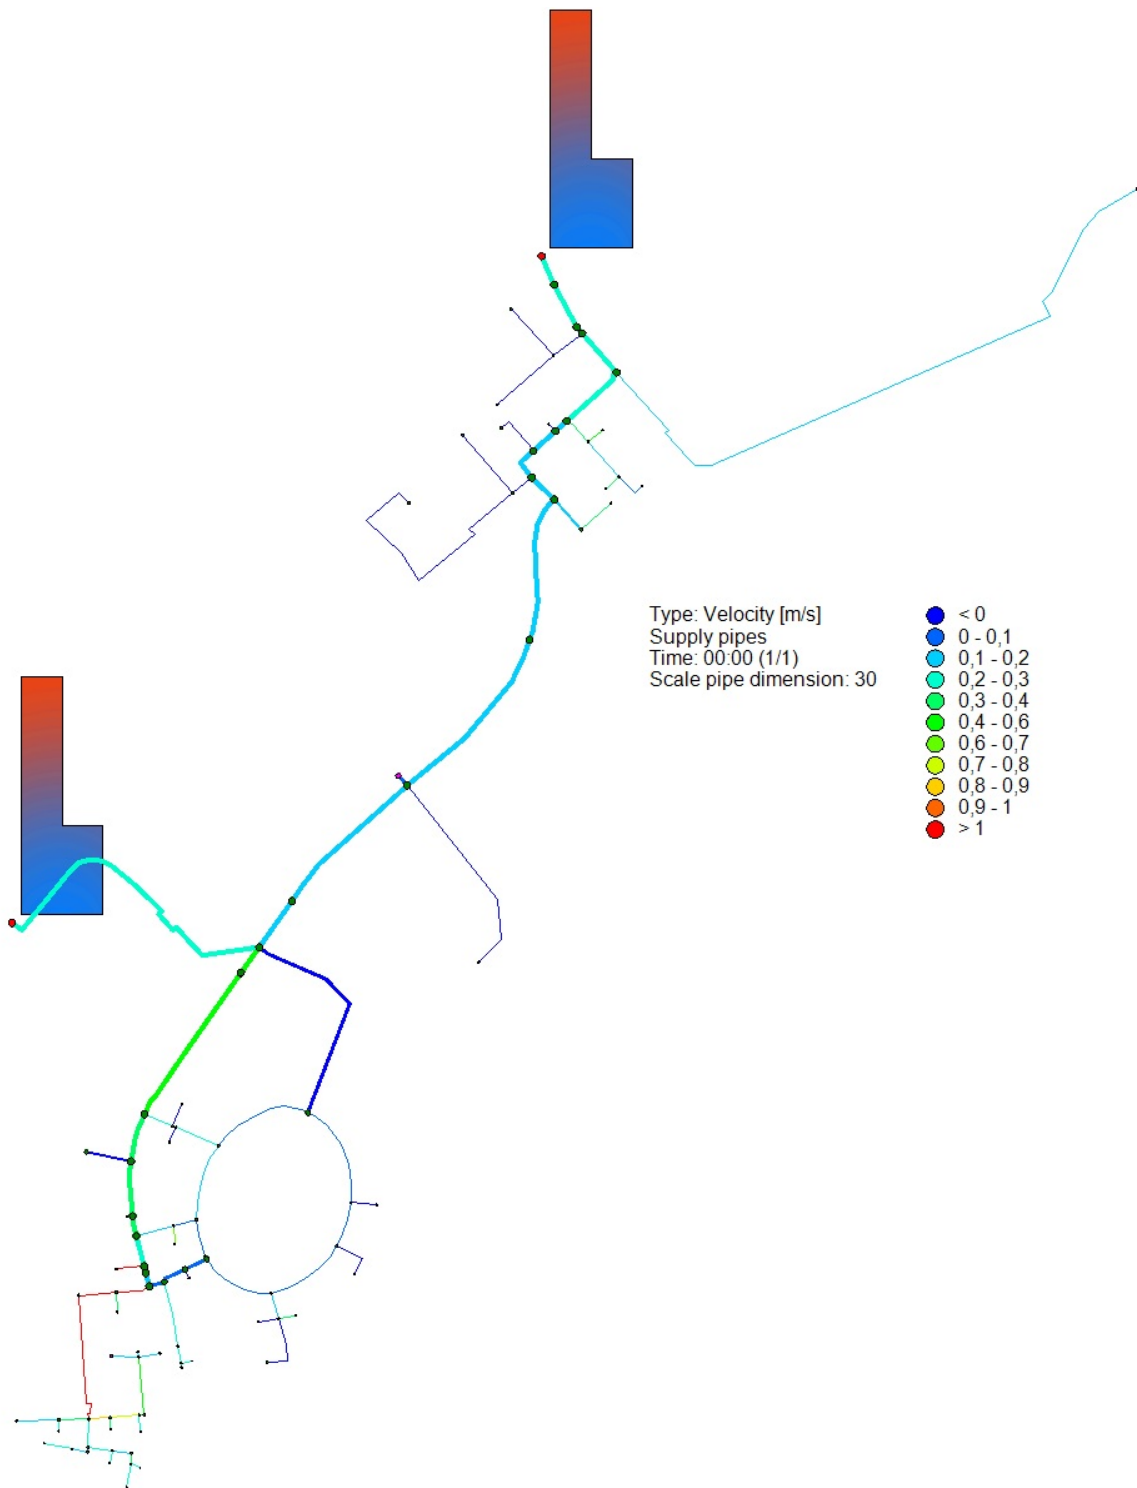 Type: Velocity [m/s]
Supply pipes
Time: 00:00 (1/1)
Scale pipe dimension: 30
< 0
0 - 0,1
0,1 - 0,2
0,2 - 0,3
0,3 - 0,4
0,4 - 0,6
0,6 - 0,7
0,7 - 0,8
0,8 - 0,9
0,9 - 1
> 1